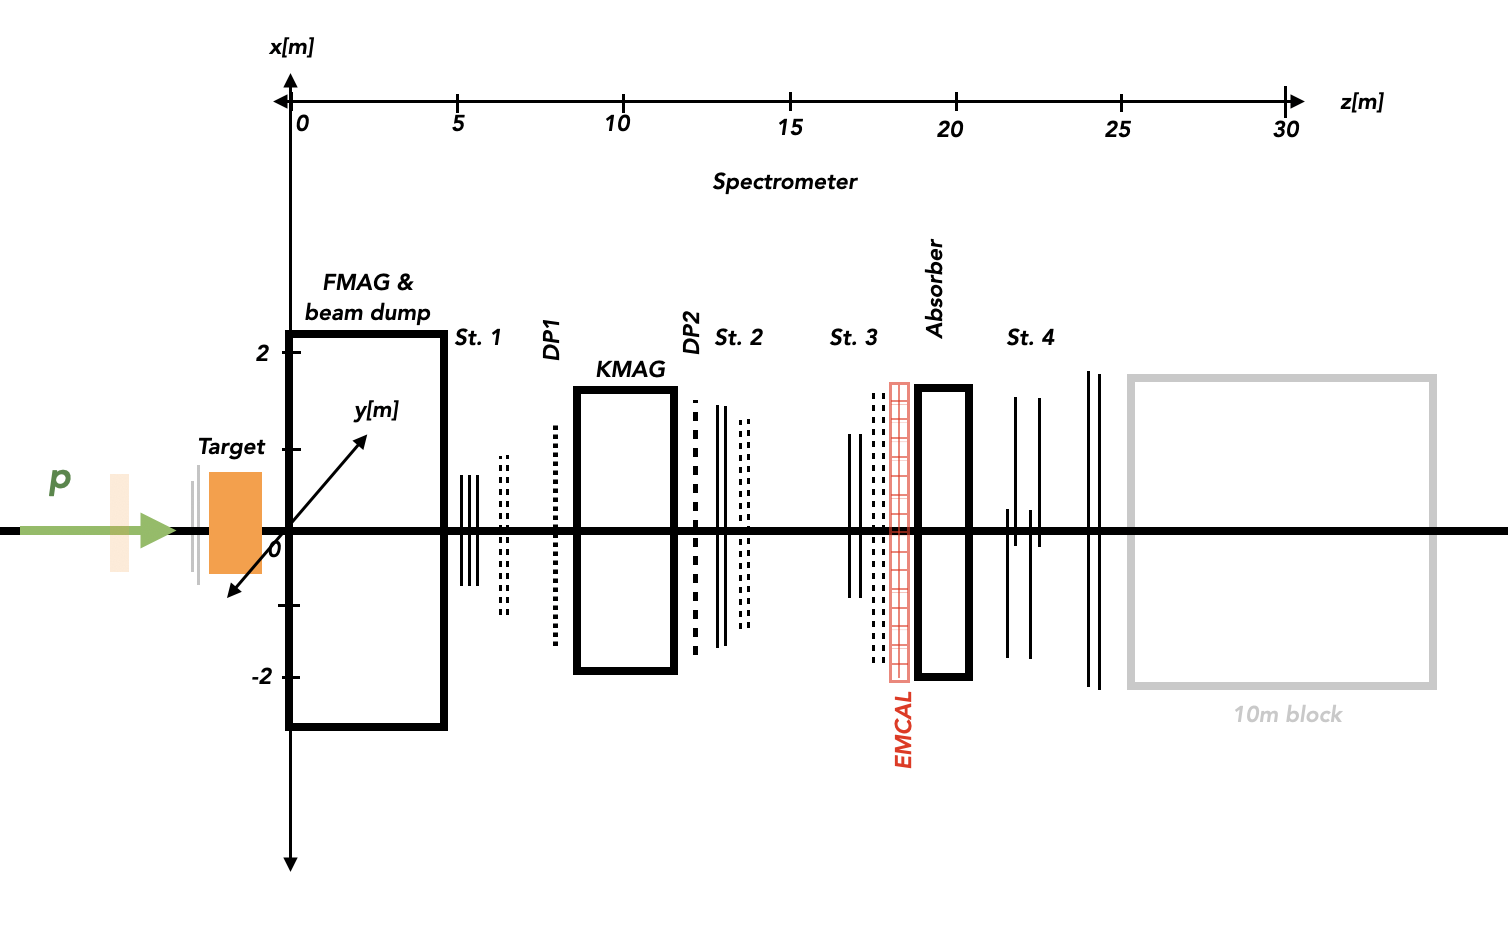 x[m]
z[m]
0
5
10
15
20
25
30
Spectrometer
FMAG &
beam dump
St. 1
DP1
KMAG
DP2
St. 2
St. 3
Absorber
St. 4
2
y[m]
Target
p
0
-2
EMCAL
10m block